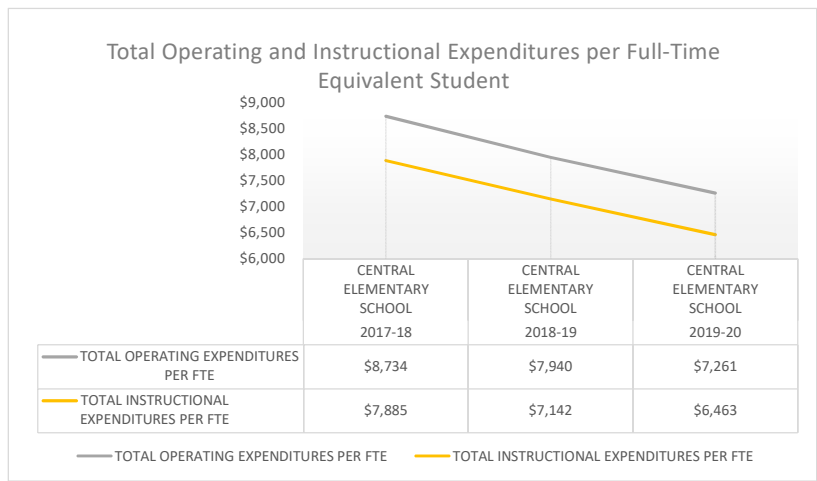 Total Operating and Instructional Expenditures per Full-Time
Equivalent Student
$9,000
$8,500
$8,000
$7,500
$7,000
$6,500
$6,000
CENTRAL
ELEMENTARY
SCHOOL
CENTRAL
ELEMENTARY
SCHOOL
CENTRAL
ELEMENTARY
SCHOOL
2017-18 2018-19 2019-20
TOTAL OPERATING EXPENDITURES
PER FTE
$8,734 $7,940 $7,261
TOTAL INSTRUCTIONAL
EXPENDITURES PER FTE
$7,885 $7,142 $6,463
TOTAL OPERATING EXPENDITURES PER FTE TOTAL INSTRUCTIONAL EXPENDITURES PER FTE